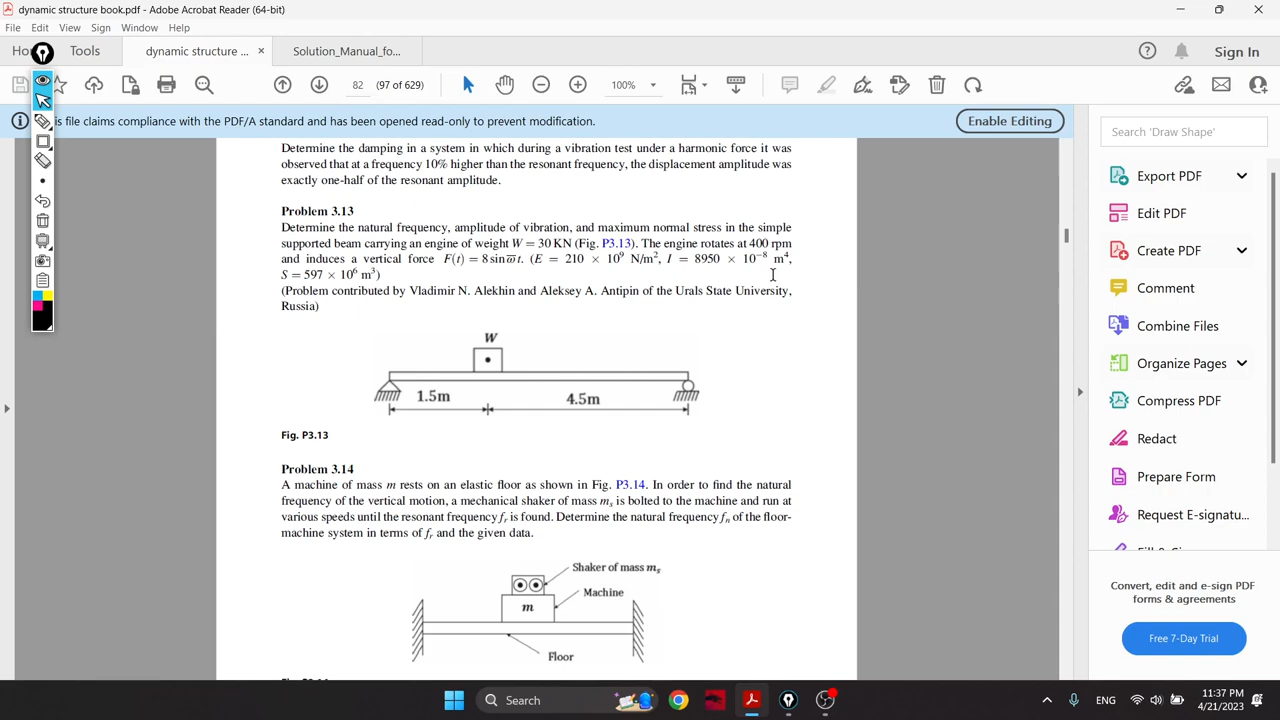 dynamic structure book.pdf - Adobe Acrobat Reader (64-bit)
File Edit View Sign Window Help
Tools dynamic structure ... × Solution_Manual_fo... Sign In
82 (97 of 629) 100%
is file claims compliance with the PDF/A standard and has been opened read-only to prevent modification. Enable Editing
Determine the damping in a system in which during a vibration test under a harmonic force it was
observed that at a frequency 10% higher than the resonant frequency, the displacement amplitude was
exactly one-half of the resonant amplitude.
Problem 3.13
Determine the natural frequency, amplitude of vibration, and maximum normal stress in the simple
supported beam carrying an engine of weight W = 30 KN (Fig. P3.13). The engine rotates at 400 rpm
and induces a vertical force F(t) = 8 sin ω̅ t. (E = 210 × 10⁹ N/m², I = 8950 × 10⁻⁸ m⁴,
S = 597 × 10⁶ m³)
(Problem contributed by Vladimir N. Alekhin and Aleksey A. Antipin of the Urals State University,
Russia)
W
1.5m 4.5m
Fig. P3.13
Problem 3.14
A machine of mass m rests on an elastic floor as shown in Fig. P3.14. In order to find the natural
frequency of the vertical motion, a mechanical shaker of mass mₛ is bolted to the machine and run at
various speeds until the resonant frequency fᵣ is found. Determine the natural frequency fₙ of the floor-
machine system in terms of fᵣ and the given data.
Shaker of mass mₛ
Machine
m
Floor
Search 'Draw Shape'
Export PDF
Edit PDF
Create PDF
Comment
Combine Files
Organize Pages
Compress PDF
Redact
Prepare Form
Request E-signatu...
Convert, edit and e-sign PDF
forms & agreements
Free 7-Day Trial
Search
ENG
11:37 PM
4/21/2023